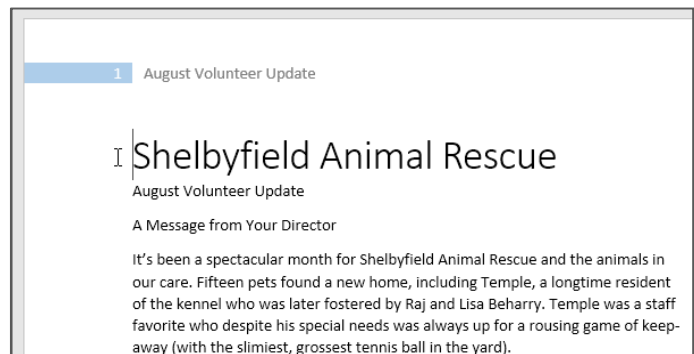 1 August Volunteer Update
Shelbyfield Animal Rescue
August Volunteer Update
A Message from Your Director
It’s been a spectacular month for Shelbyfield Animal Rescue and the animals in
our care. Fifteen pets found a new home, including Temple, a longtime resident
of the kennel who was later fostered by Raj and Lisa Beharry. Temple was a staff
favorite who despite his special needs was always up for a rousing game of keep-
away (with the slimiest, grossest tennis ball in the yard).